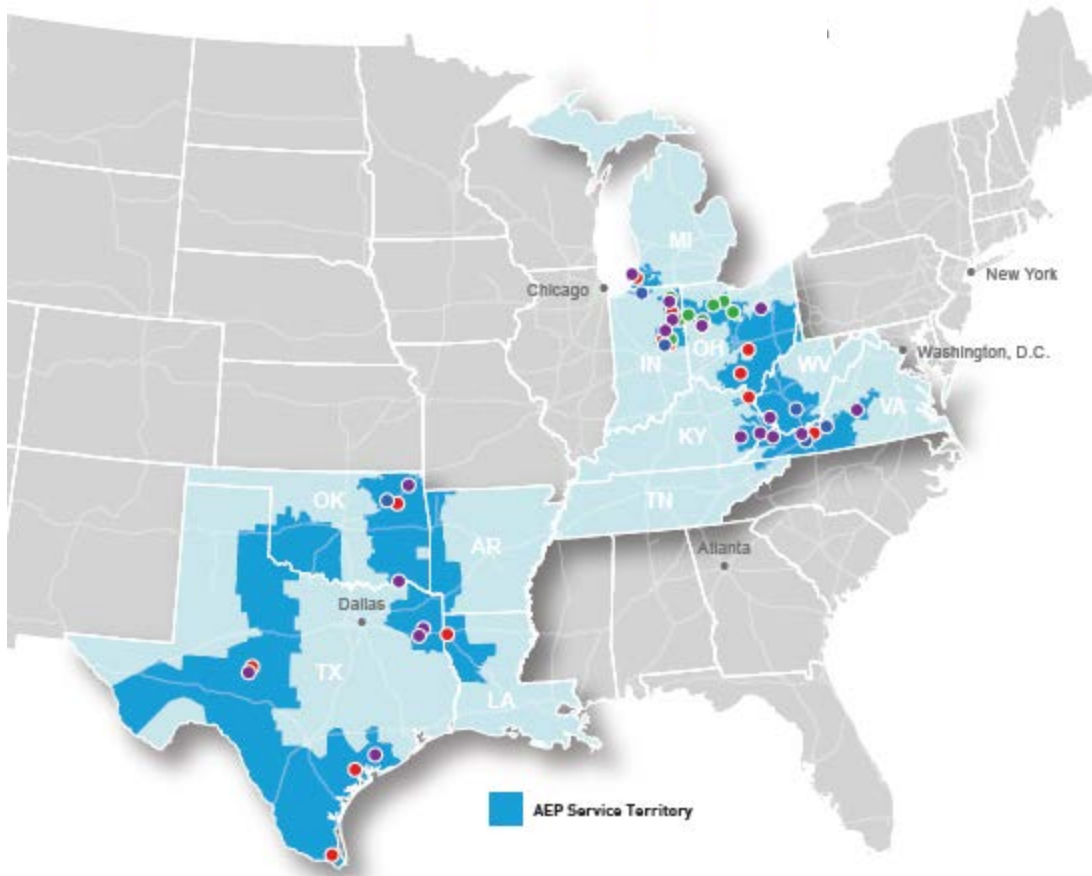 MI
New York
Chicago
Washington, D.C.
OH
IN
WV
VA
KY
OK
TN
AR
Atlanta
Dallas
TX
LA
AEP Service Territory